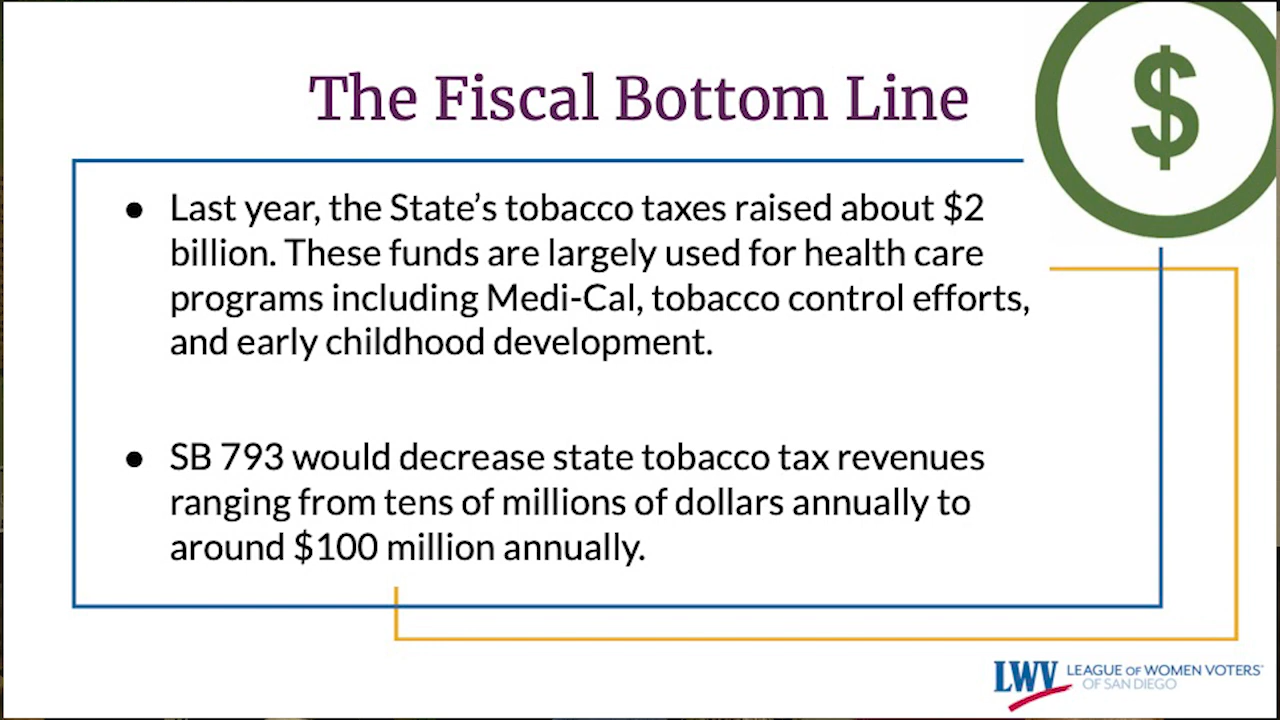 The Fiscal Bottom Line
$
● Last year, the State’s tobacco taxes raised about $2
billion. These funds are largely used for health care
programs including Medi-Cal, tobacco control efforts,
and early childhood development.
● SB 793 would decrease state tobacco tax revenues
ranging from tens of millions of dollars annually to
around $100 million annually.
LWV LEAGUE OF WOMEN VOTERS®
OF SAN DIEGO